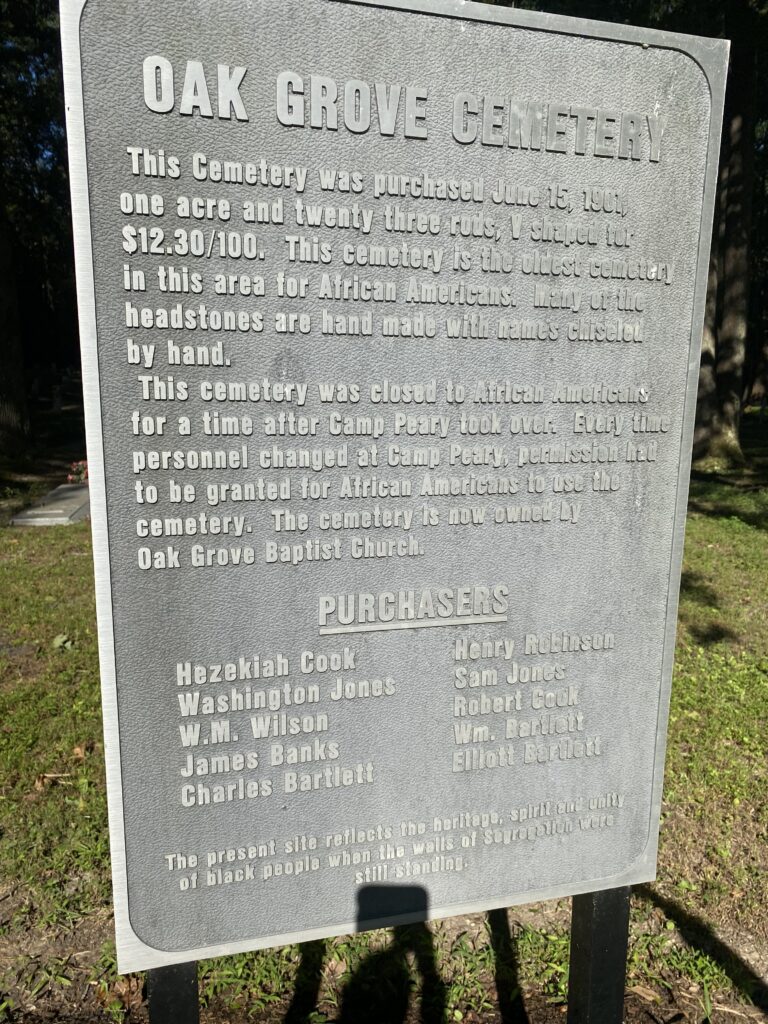 OAK GROVE CEMETERY
This Cemetery was purchased June 15, 1901,
one acre and twenty three rods, V shaped for
$12.30/100. This cemetery is the oldest cemetery
in this area for African Americans. Many of the
headstones are hand made with names chiseled
by hand.
This cemetery was closed to African Americans
for a time after Camp Peary took over. Every time
personnel changed at Camp Peary, permission had
to be granted for African Americans to use the
cemetery. The cemetery is now owned by
Oak Grove Baptist Church.
PURCHASERS
Hezekiah Cook
Washington Jones
W.M. Wilson
James Banks
Charles Bartlett
Henry Robinson
Sam Jones
Robert Cook
Wm. Bartlett
Elliott Bartlett
The present site reflects the heritage, spirit and unity
of black people when the walls of Segregation were
still standing.